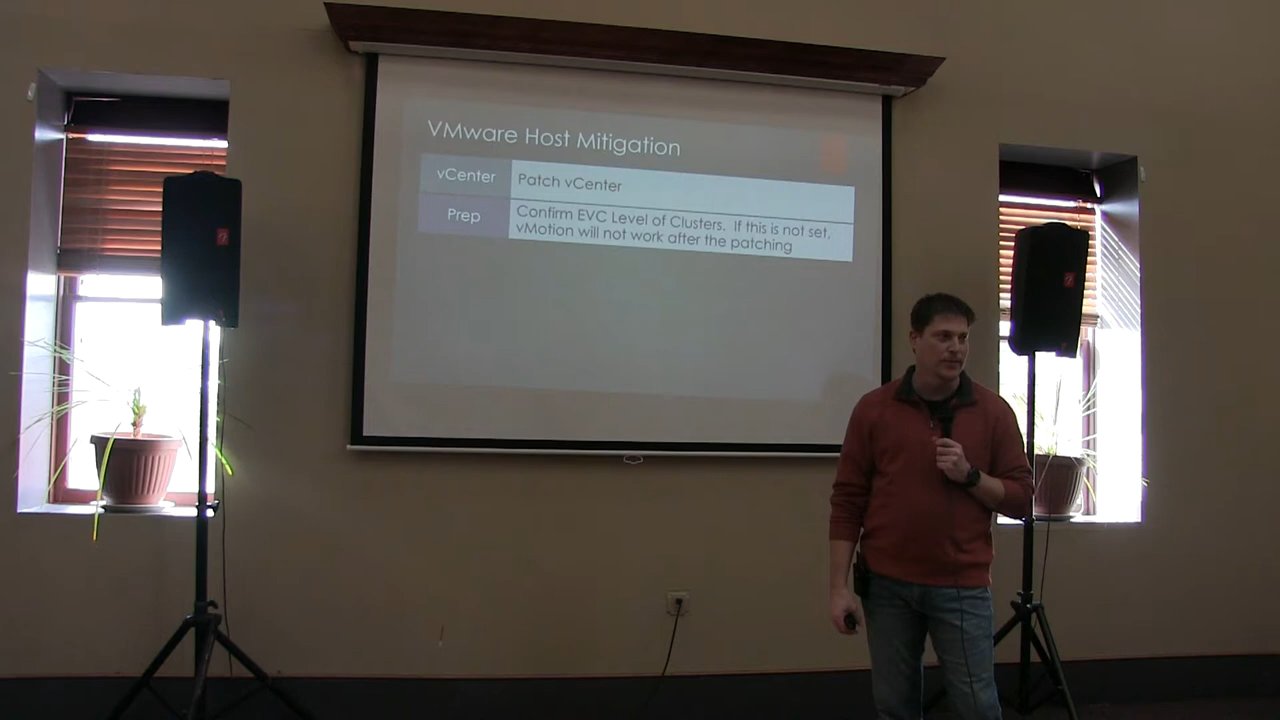 VMware Host Mitigation
vCenter
Patch vCenter
Prep
Confirm EVC Level of Clusters. If this is not set,
vMotion will not work after the patching